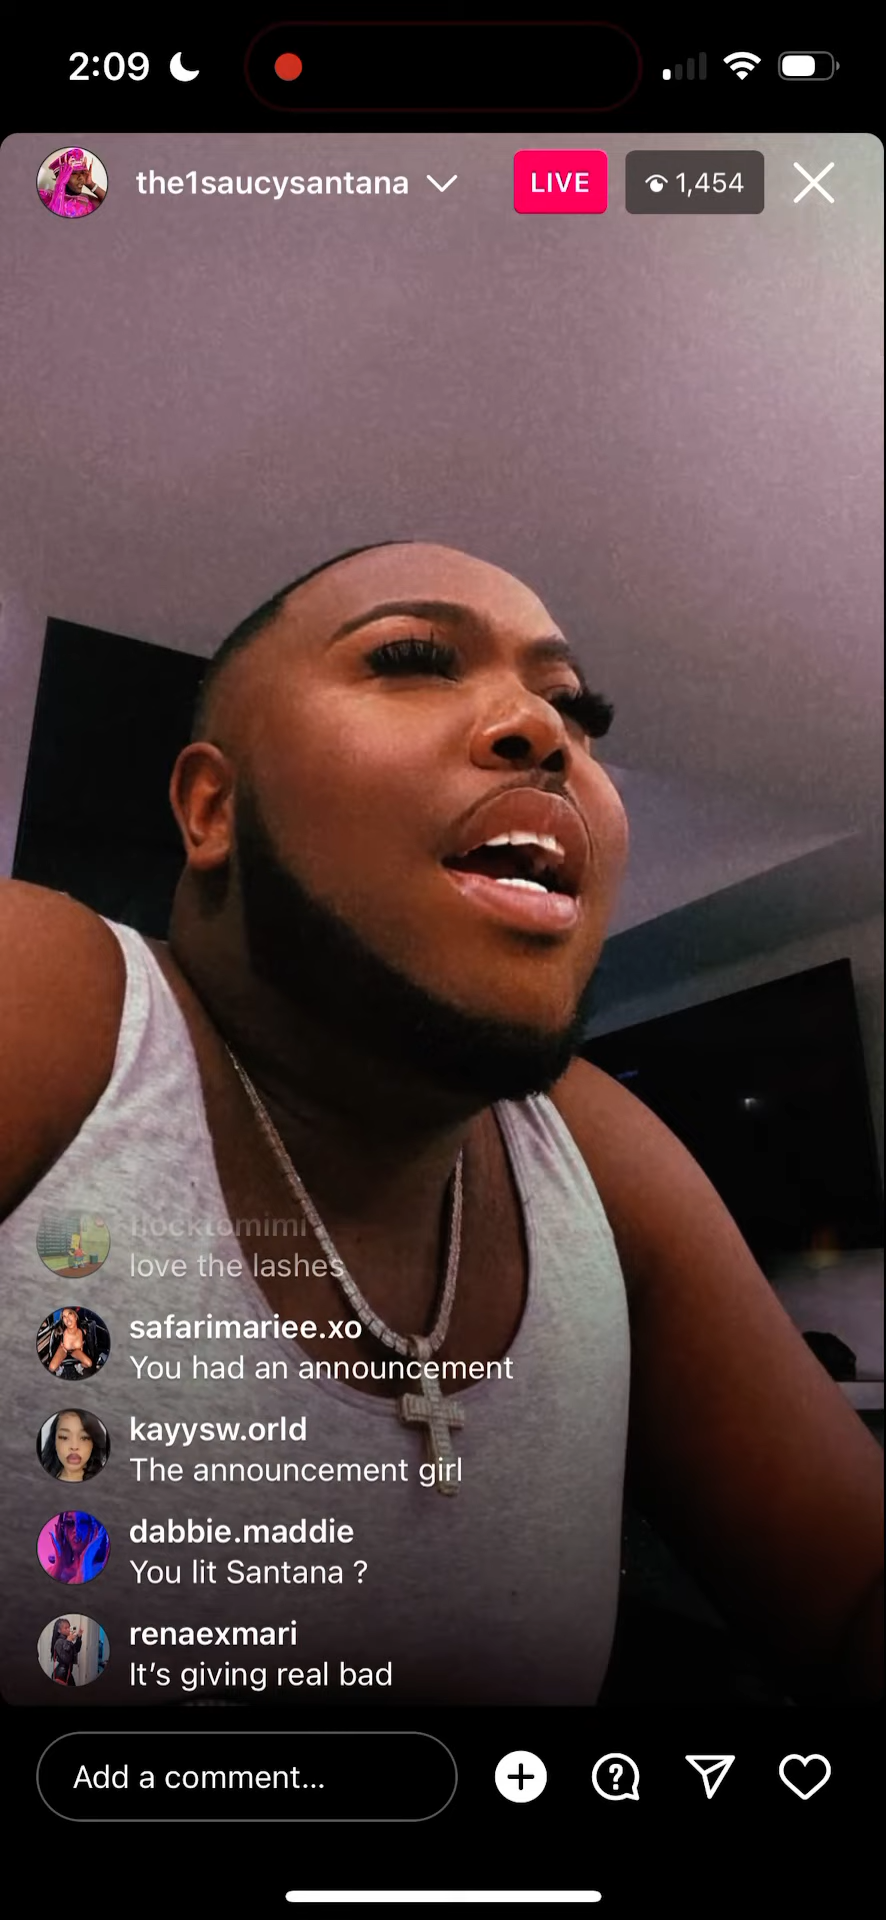 2:09
the1saucysantana
LIVE
1,454
flocktomimi
love the lashes
safarimariee.xo
You had an announcement
kayysw.orld
The announcement girl
dabbie.maddie
You lit Santana ?
renaexmari
It’s giving real bad
Add a comment...